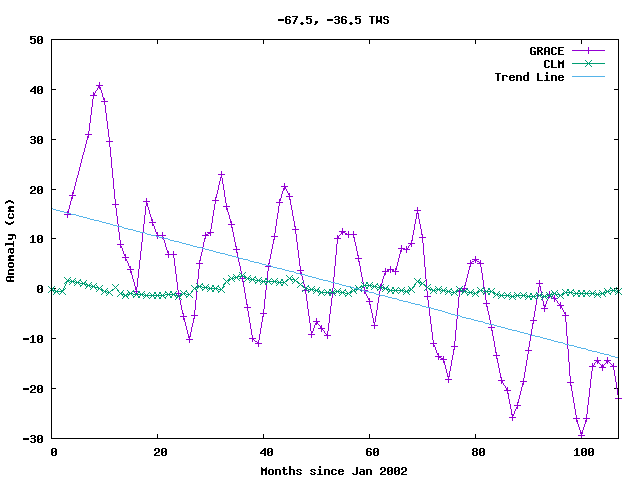 -67.5, -36.5 TWS
50
40
30
20
10
0
-10
-20
-30
Anomaly (cm)
GRACE
CLM
Trend Line
0 20 40 60 80 100
Months since Jan 2002